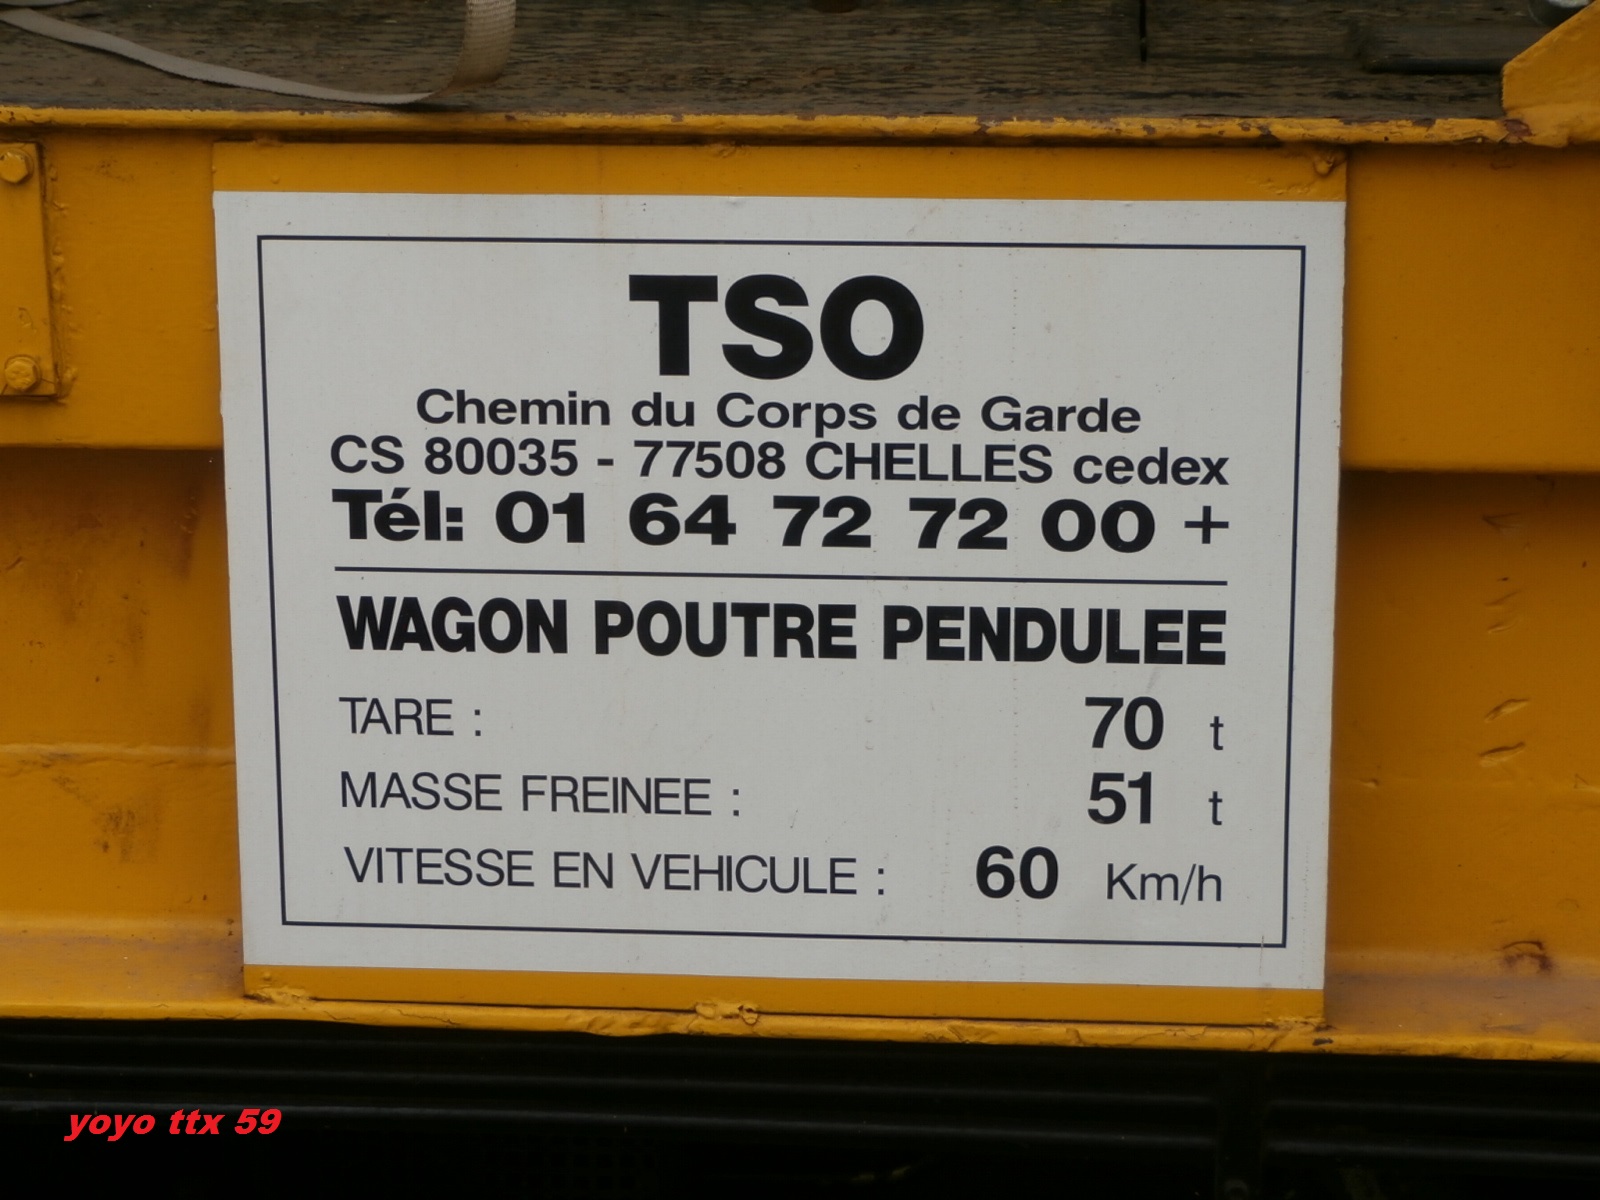 TSO
Chemin du Corps de Garde
CS 80035 - 77508 CHELLES cedex
Tél: 01 64 72 72 00 +
WAGON POUTRE PENDULEE
TARE : 70 t
MASSE FREINEE : 51 t
VITESSE EN VEHICULE : 60 Km/h
yoyo ttx 59